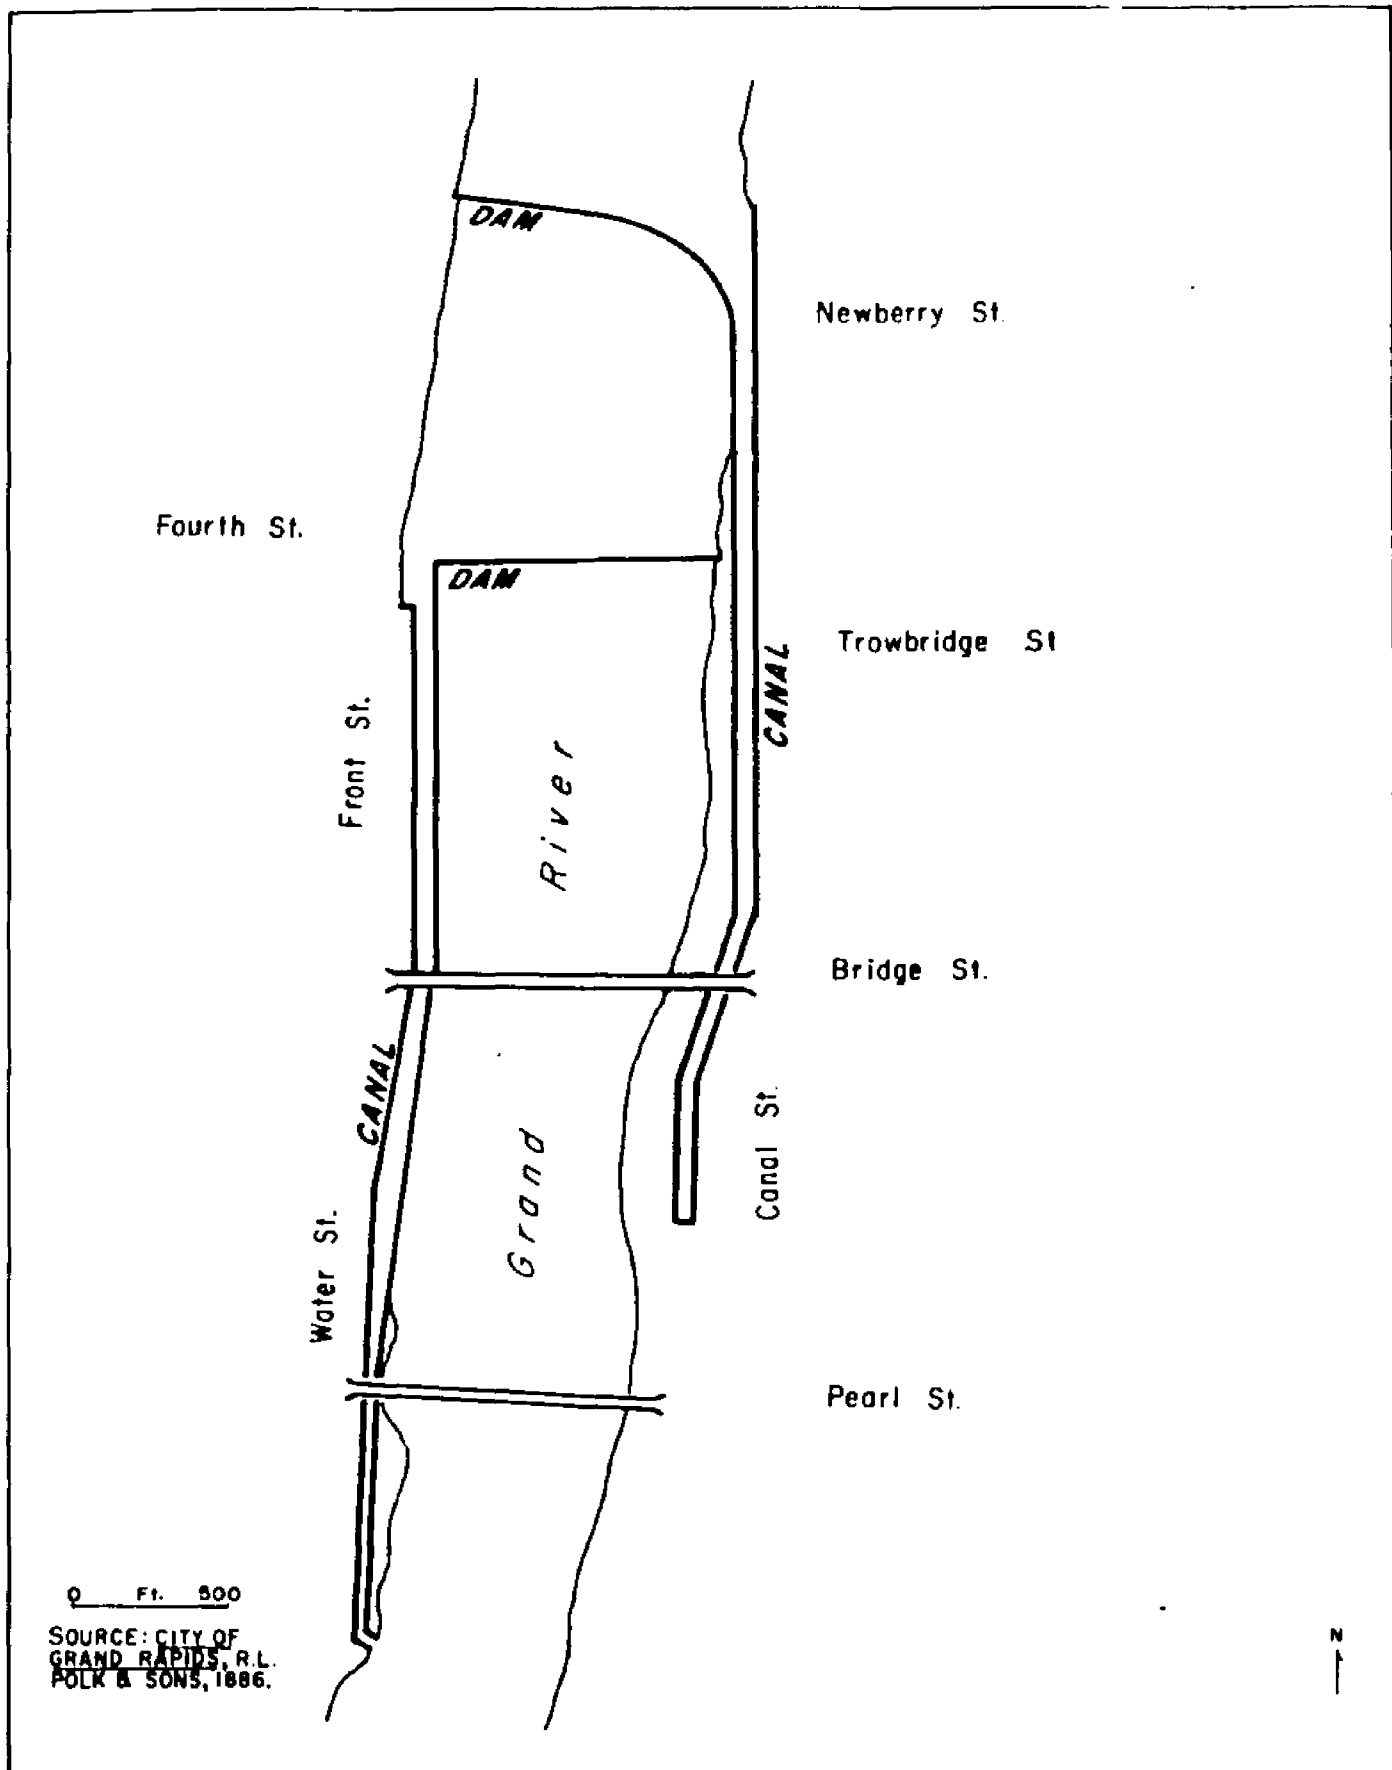 DAM
Newberry St.
Fourth St.
DAM
Trowbridge St
CANAL
Front St.
River
Bridge St.
CANAL
Canal St.
Grand
Water St.
Pearl St.
0 Ft. 500
SOURCE: CITY OF
GRAND RAPIDS, R.L.
POLK & SONS, 1886.
N